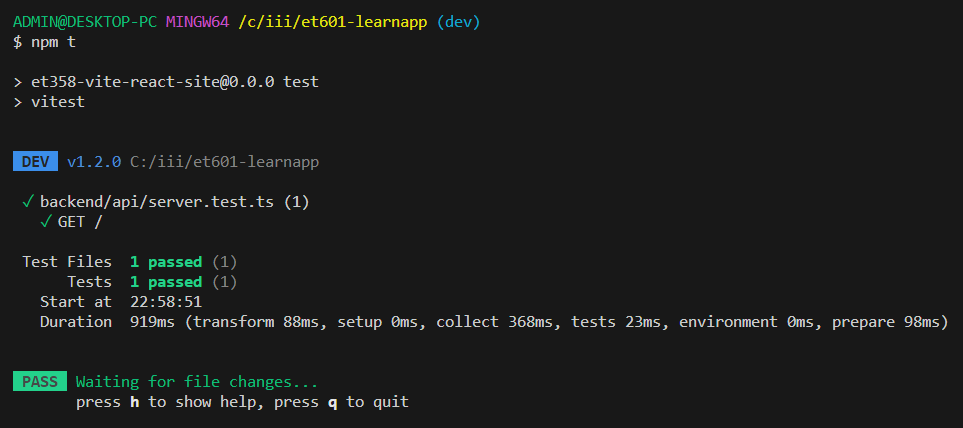 ADMIN@DESKTOP-PC MINGW64 /c/iii/et601-learnapp (dev)
$ npm t
> et358-vite-react-site@0.0.0 test
> vitest
DEV v1.2.0 C:/iii/et601-learnapp
✓ backend/api/server.test.ts (1)
✓ GET /
Test Files 1 passed (1)
Tests 1 passed (1)
Start at 22:58:51
Duration 919ms (transform 88ms, setup 0ms, collect 368ms, tests 23ms, environment 0ms, prepare 98ms)
PASS Waiting for file changes...
press h to show help, press q to quit